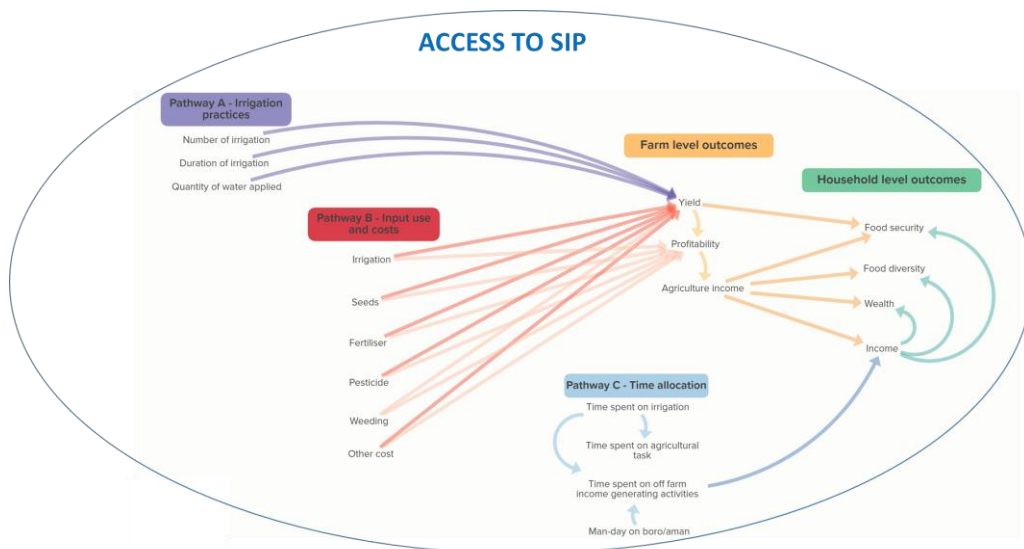 ACCESS TO SIP
Pathway A - Irrigation
practices
Number of irrigation
Duration of irrigation
Quantity of water applied
Farm level outcomes
Household level outcomes
Pathway B - Input use
and costs
Yield
Profitability
Agriculture income
Food security
Food diversity
Wealth
Income
Irrigation
Seeds
Fertiliser
Pesticide
Weeding
Other cost
Pathway C - Time allocation
Time spent on irrigation
Time spent on agricultural
task
Time spent on off farm
income generating activities
Man-day on boro/aman